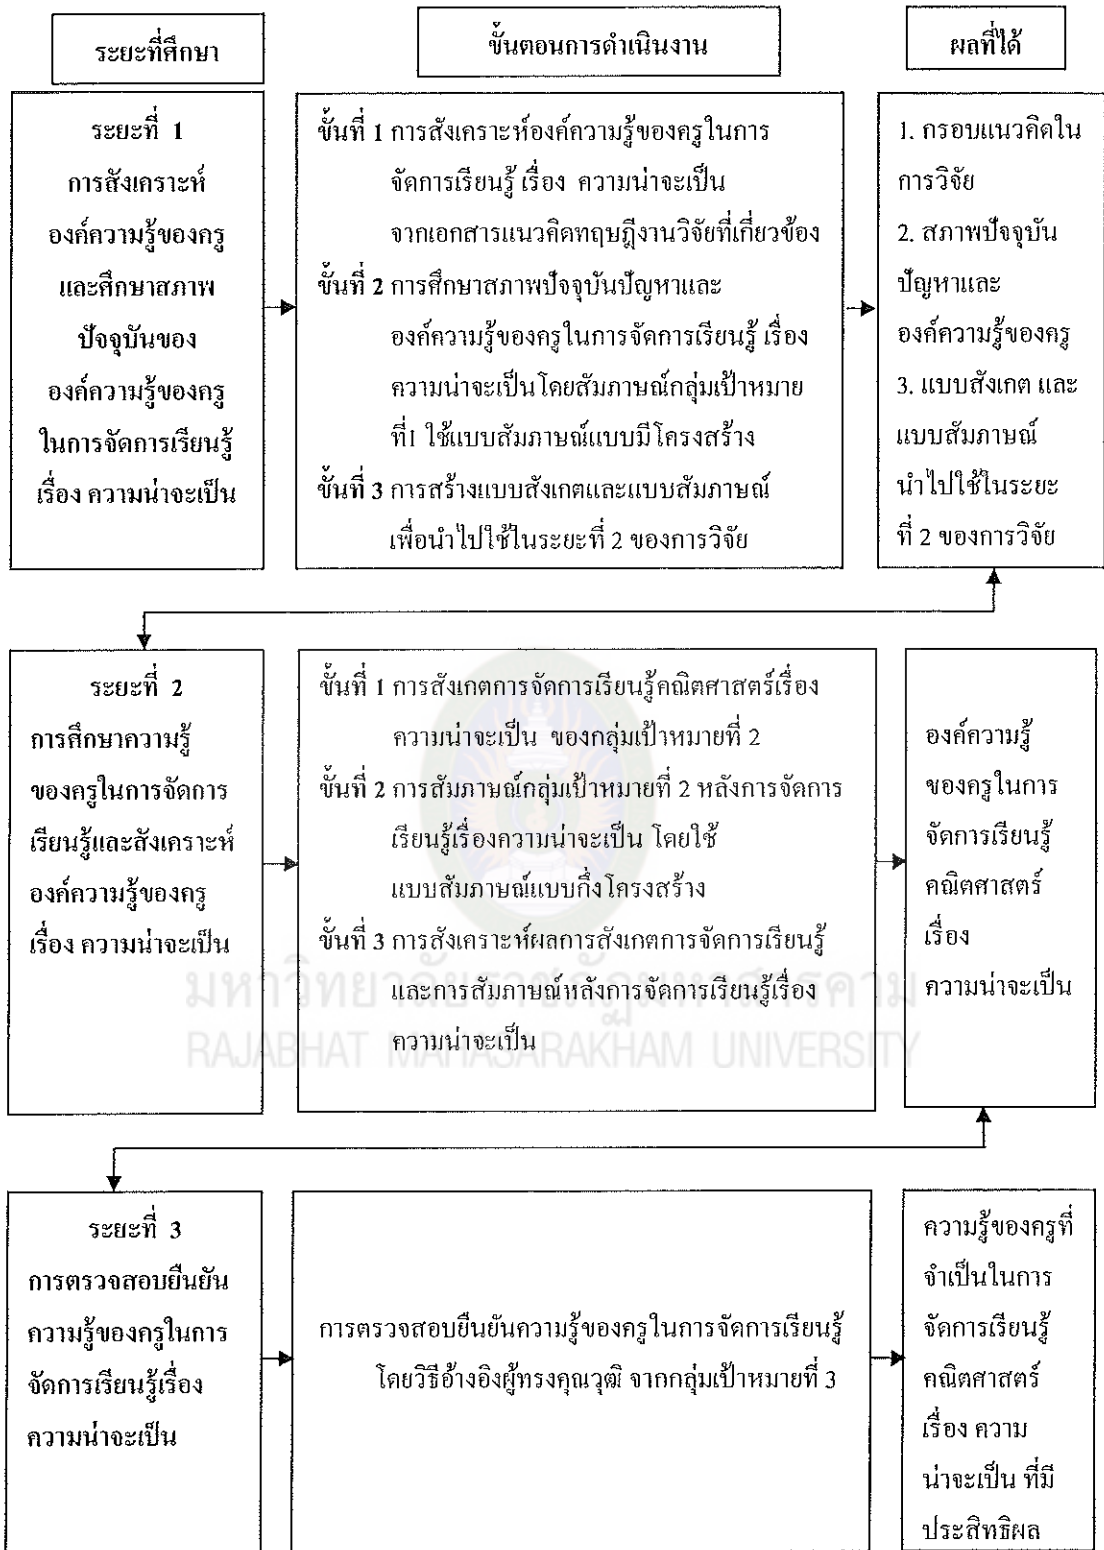 ระยะที่ศึกษา
ขั้นตอนการดำเนินงาน
ผลที่ได้
ระยะที่ 1
การสังเคราะห์
องค์ความรู้ของครู
และศึกษาสภาพ
ปัจจุบันของ
องค์ความรู้ของครู
ในการจัดการเรียนรู้
เรื่อง ความน่าจะเป็น
ขั้นที่ 1 การสังเคราะห์องค์ความรู้ของครูในการ
จัดการเรียนรู้ เรื่อง ความน่าจะเป็น
จากเอกสารแนวคิดทฤษฎีงานวิจัยที่เกี่ยวข้อง
ขั้นที่ 2 การศึกษาสภาพปัจจุบันปัญหาและ
องค์ความรู้ของครูในการจัดการเรียนรู้ เรื่อง
ความน่าจะเป็นโดยสัมภาษณ์กลุ่มเป้าหมาย
ที่1 ใช้แบบสัมภาษณ์แบบมีโครงสร้าง
ขั้นที่ 3 การสร้างแบบสังเกตและแบบสัมภาษณ์
เพื่อนำไปใช้ในระยะที่ 2 ของการวิจัย
1. กรอบแนวคิดใน
การวิจัย
2. สภาพปัจจุบัน
ปัญหาและ
องค์ความรู้ของครู
3. แบบสังเกต และ
แบบสัมภาษณ์
นำไปใช้ในระยะ
ที่ 2 ของการวิจัย
ระยะที่ 2
การศึกษาความรู้
ของครูในการจัดการ
เรียนรู้และสังเคราะห์
องค์ความรู้ของครู
เรื่อง ความน่าจะเป็น
ขั้นที่ 1 การสังเกตการจัดการเรียนรู้คณิตศาสตร์เรื่อง
ความน่าจะเป็น ของกลุ่มเป้าหมายที่ 2
ขั้นที่ 2 การสัมภาษณ์กลุ่มเป้าหมายที่ 2 หลังการจัดการ
เรียนรู้เรื่องความน่าจะเป็น โดยใช้
แบบสัมภาษณ์แบบกึ่งโครงสร้าง
ขั้นที่ 3 การสังเคราะห์ผลการสังเกตการจัดการเรียนรู้
และการสัมภาษณ์หลังการจัดการเรียนรู้เรื่อง
ความน่าจะเป็น
องค์ความรู้
ของครูในการ
จัดการเรียนรู้
คณิตศาสตร์
เรื่อง
ความน่าจะเป็น
มหาวิทยาลัยราชภัฏมหาสารคาม
RAJABHAT MAHASARAKHAM UNIVERSITY
ระยะที่ 3
การตรวจสอบยืนยัน
ความรู้ของครูในการ
จัดการเรียนรู้เรื่อง
ความน่าจะเป็น
การตรวจสอบยืนยันความรู้ของครูในการจัดการเรียนรู้
โดยวิธีอ้างอิงผู้ทรงคุณวุฒิ จากกลุ่มเป้าหมายที่ 3
ความรู้ของครูที่
จำเป็นในการ
จัดการเรียนรู้
คณิตศาสตร์
เรื่อง ความ
น่าจะเป็น ที่มี
ประสิทธิผล